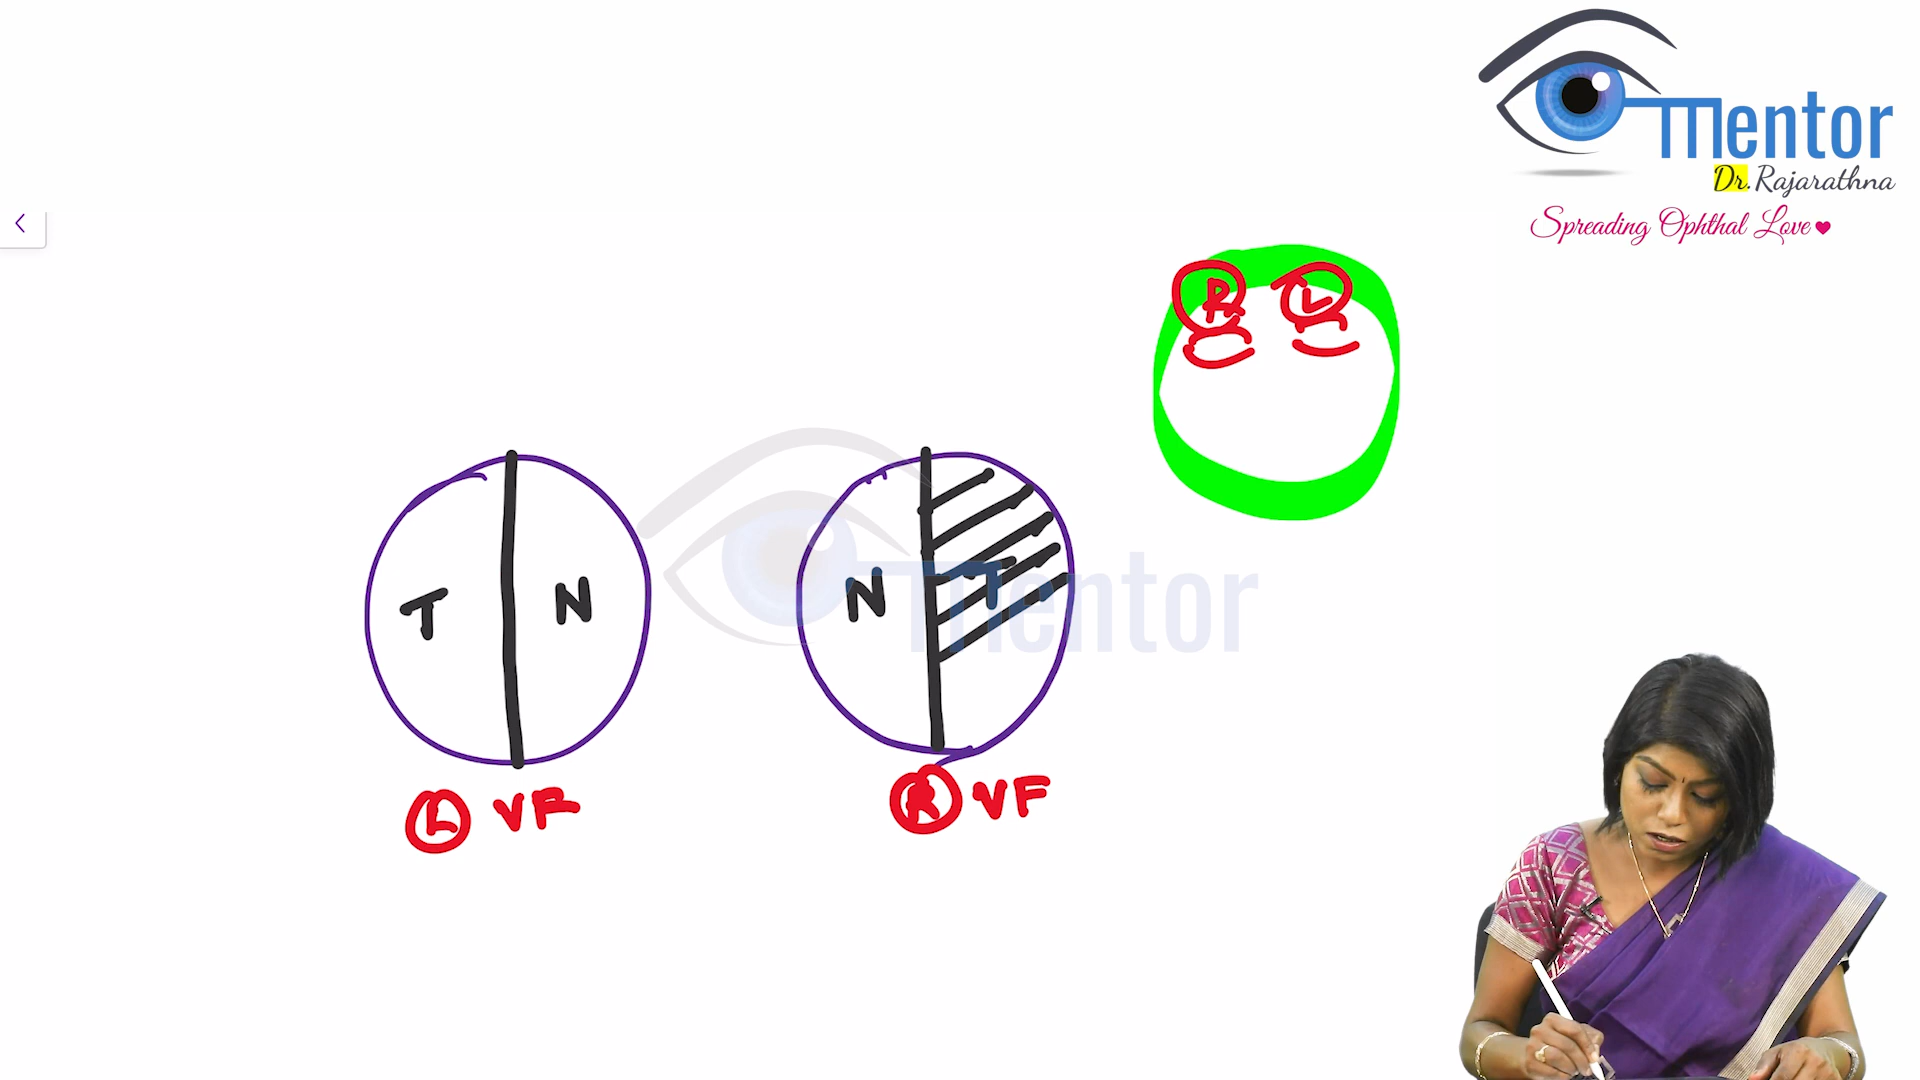 mentor
Dr. Rajarathna
Spreading Ophthal Love
R L
T N N T
mentor
L VF R VF